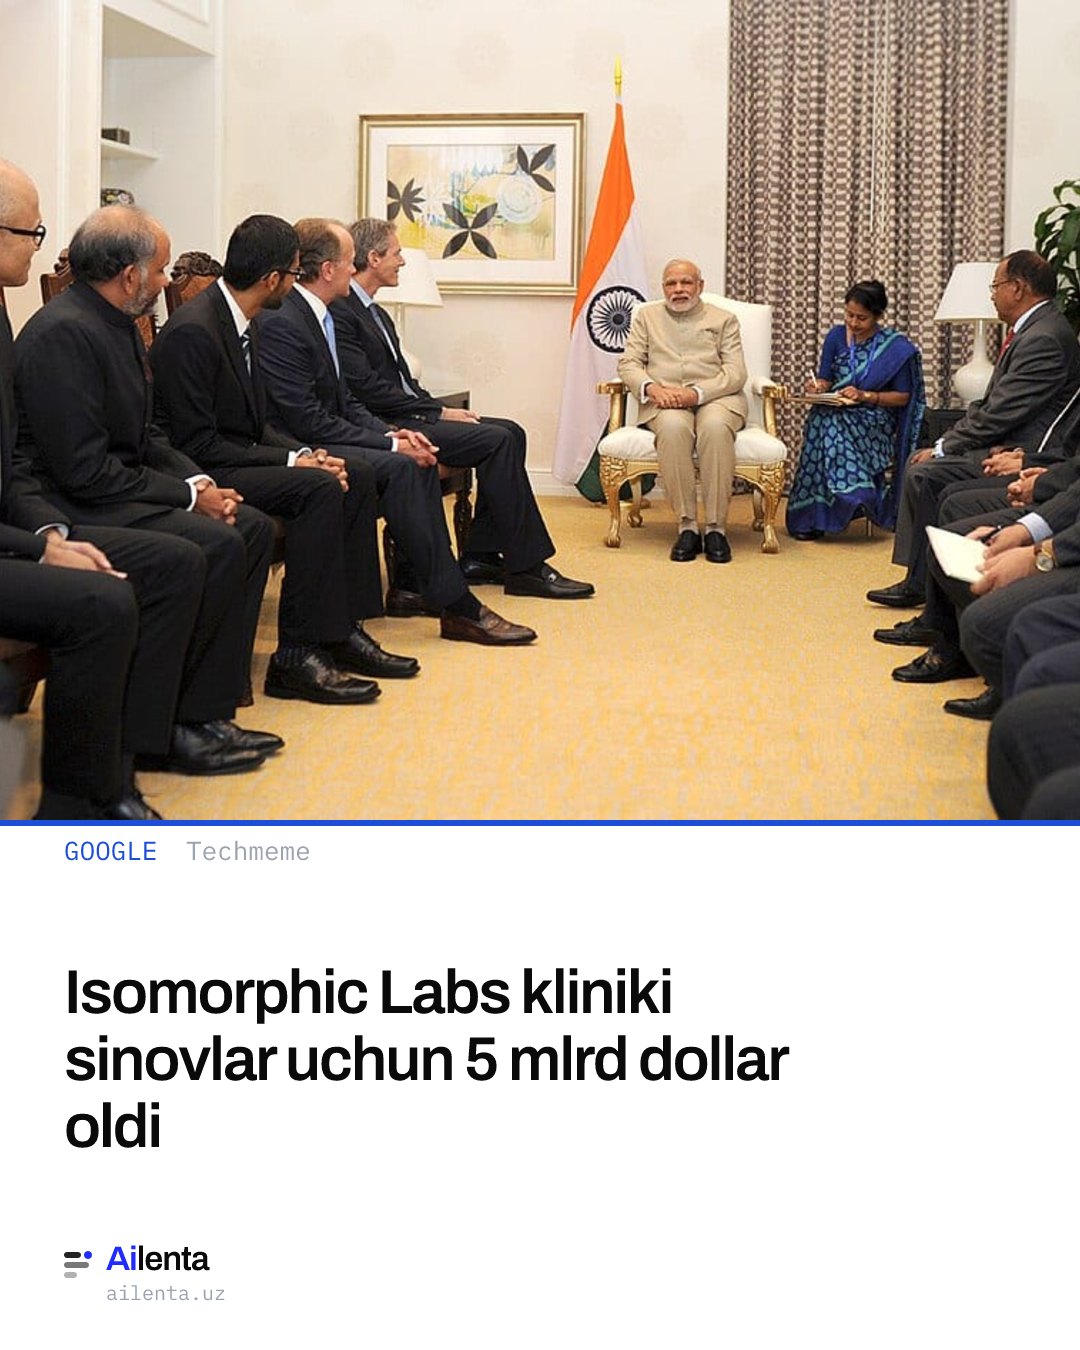 GOOGLE Techmeme
Isomorphic Labs kliniki
sinovlar uchun 5 mlrd dollar
oldi
Ailenta
ailenta.uz